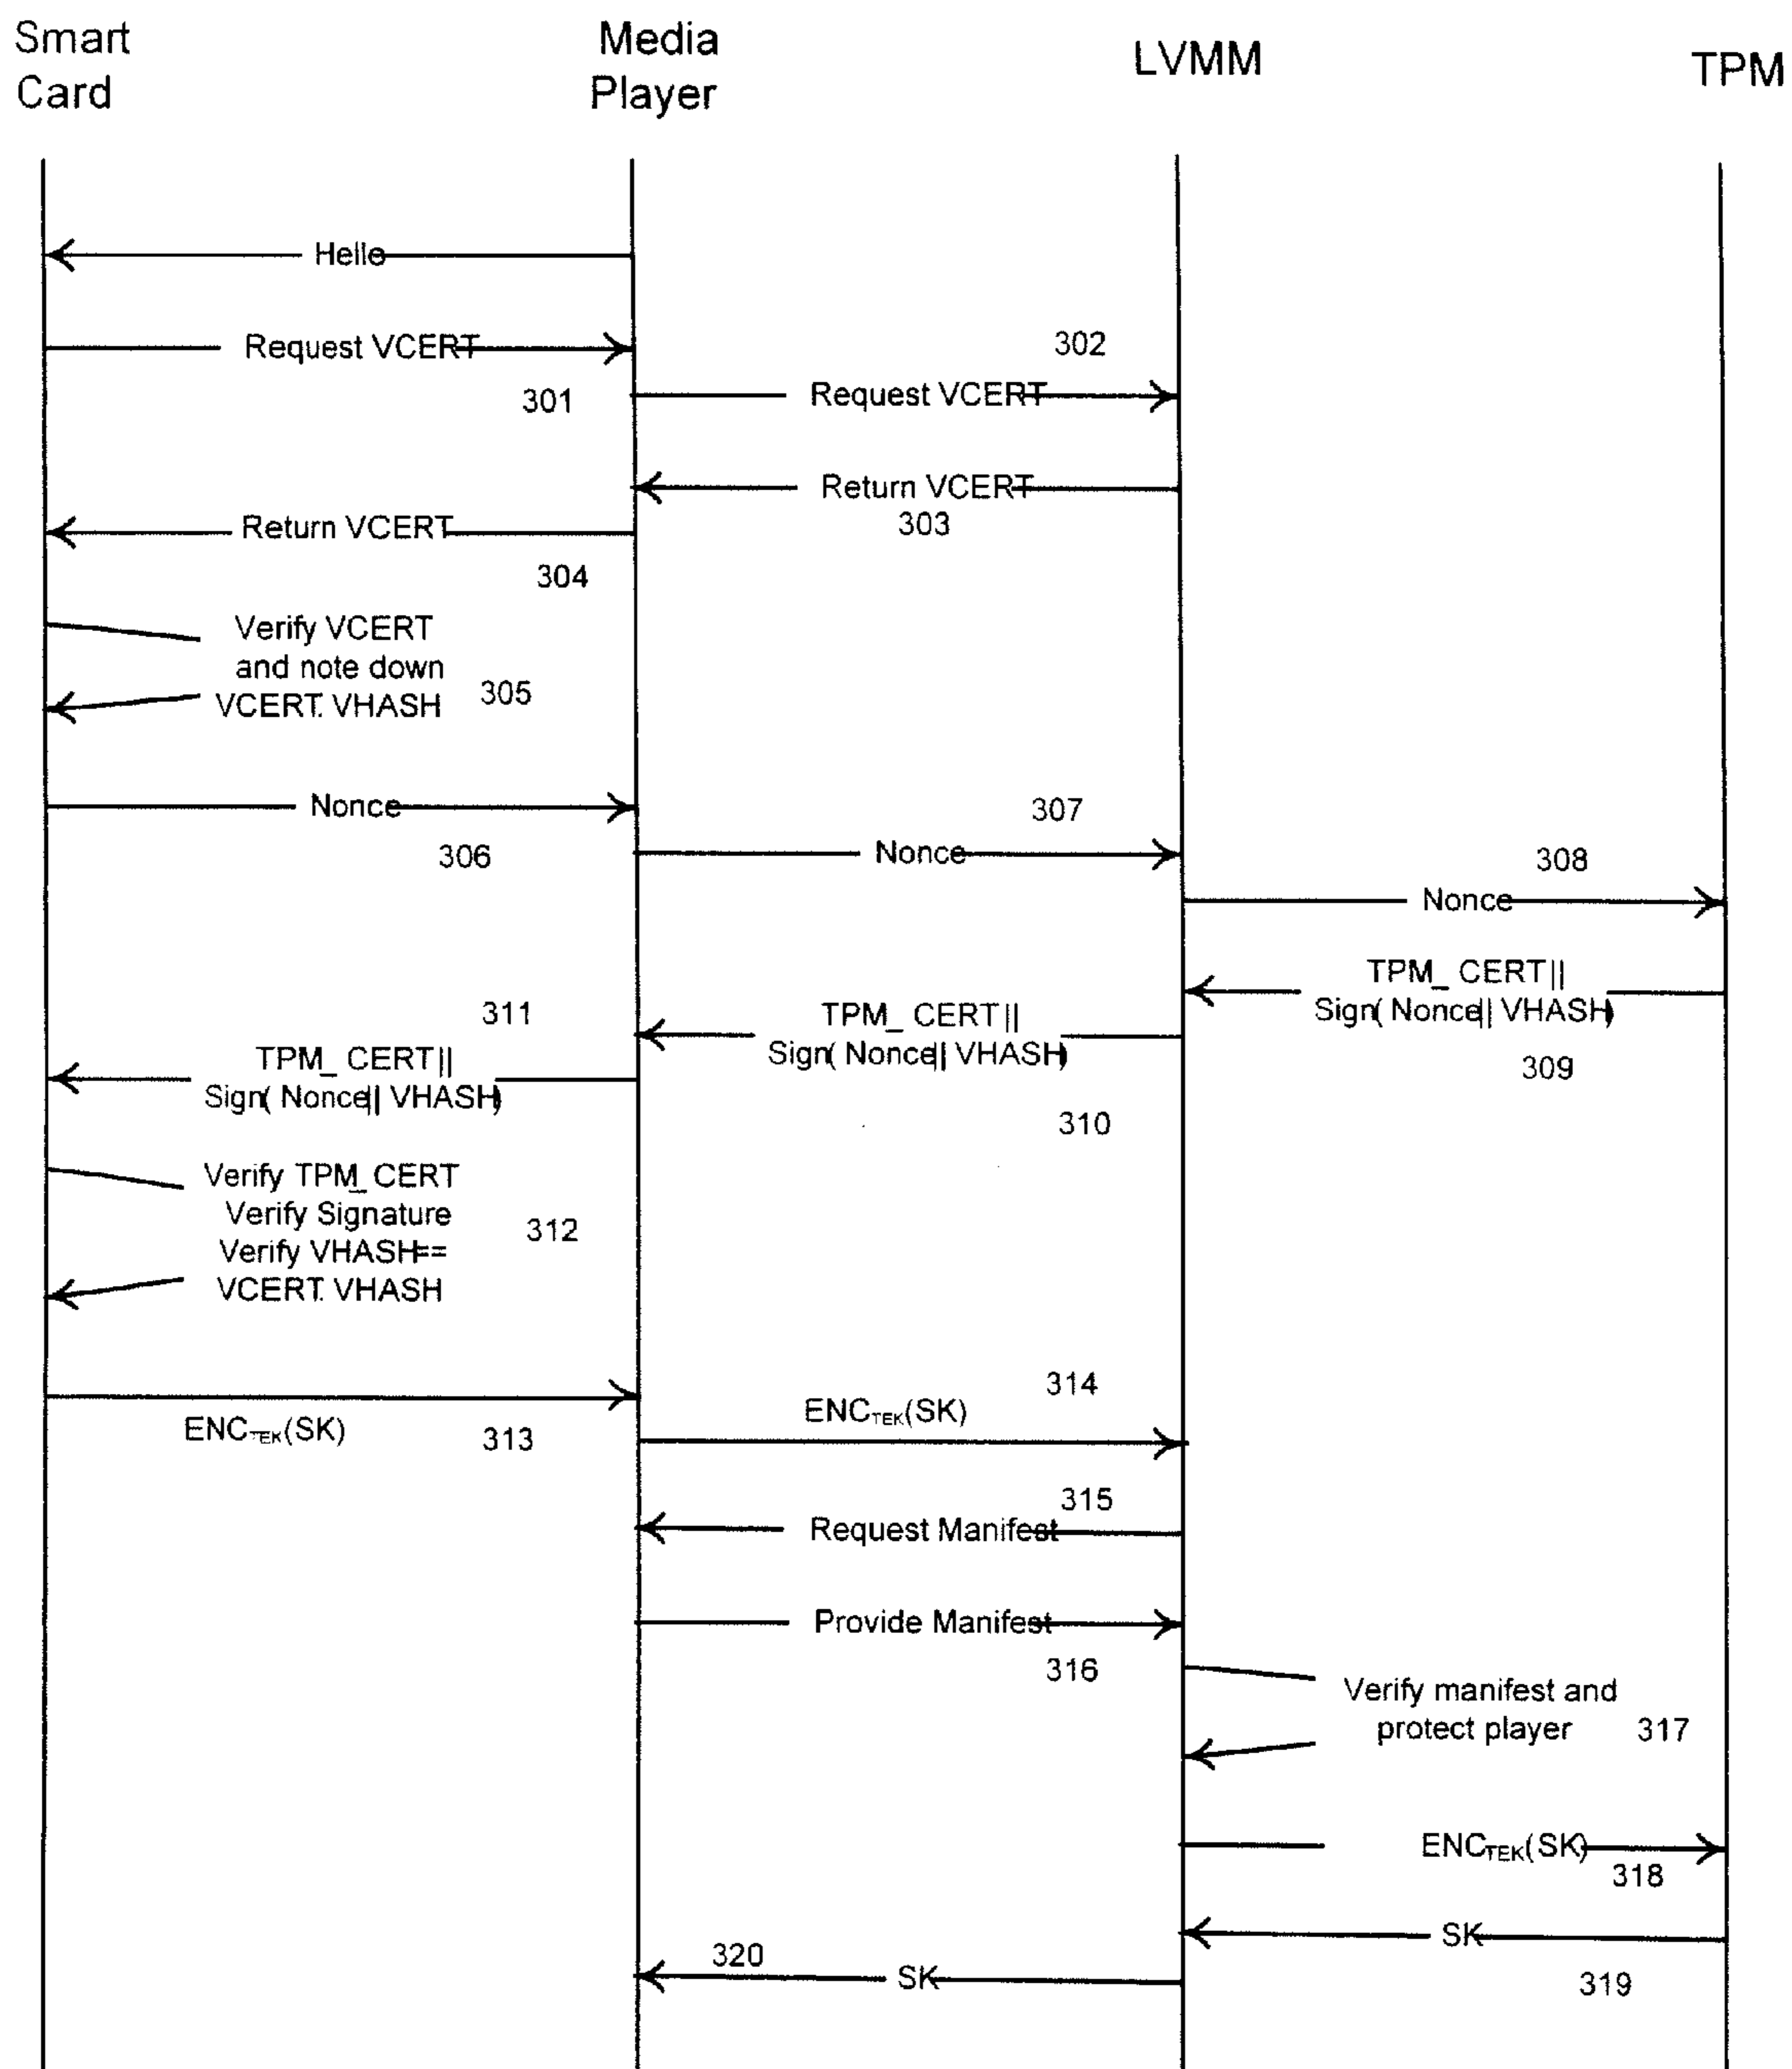 Smart
Card
Media
Player
LVMM
TPM
Hello
Request VCERT
301
302
Request VCERT
Return VCERT
303
Return VCERT
304
Verify VCERT
and note down
VCERT. VHASH
305
Nonce
306
307
Nonce
308
Nonce
TPM_ CERT||
Sign( Nonce|| VHASH)
309
TPM_ CERT||
Sign( Nonce|| VHASH)
310
311
TPM_ CERT||
Sign( Nonce|| VHASH)
Verify TPM_ CERT
Verify Signature
Verify VHASH==
VCERT. VHASH
312
ENCTEK(SK)
313
314
ENCTEK(SK)
315
Request Manifest
Provide Manifest
316
Verify manifest and
protect player
317
ENCTEK(SK)
318
SK
319
320
SK